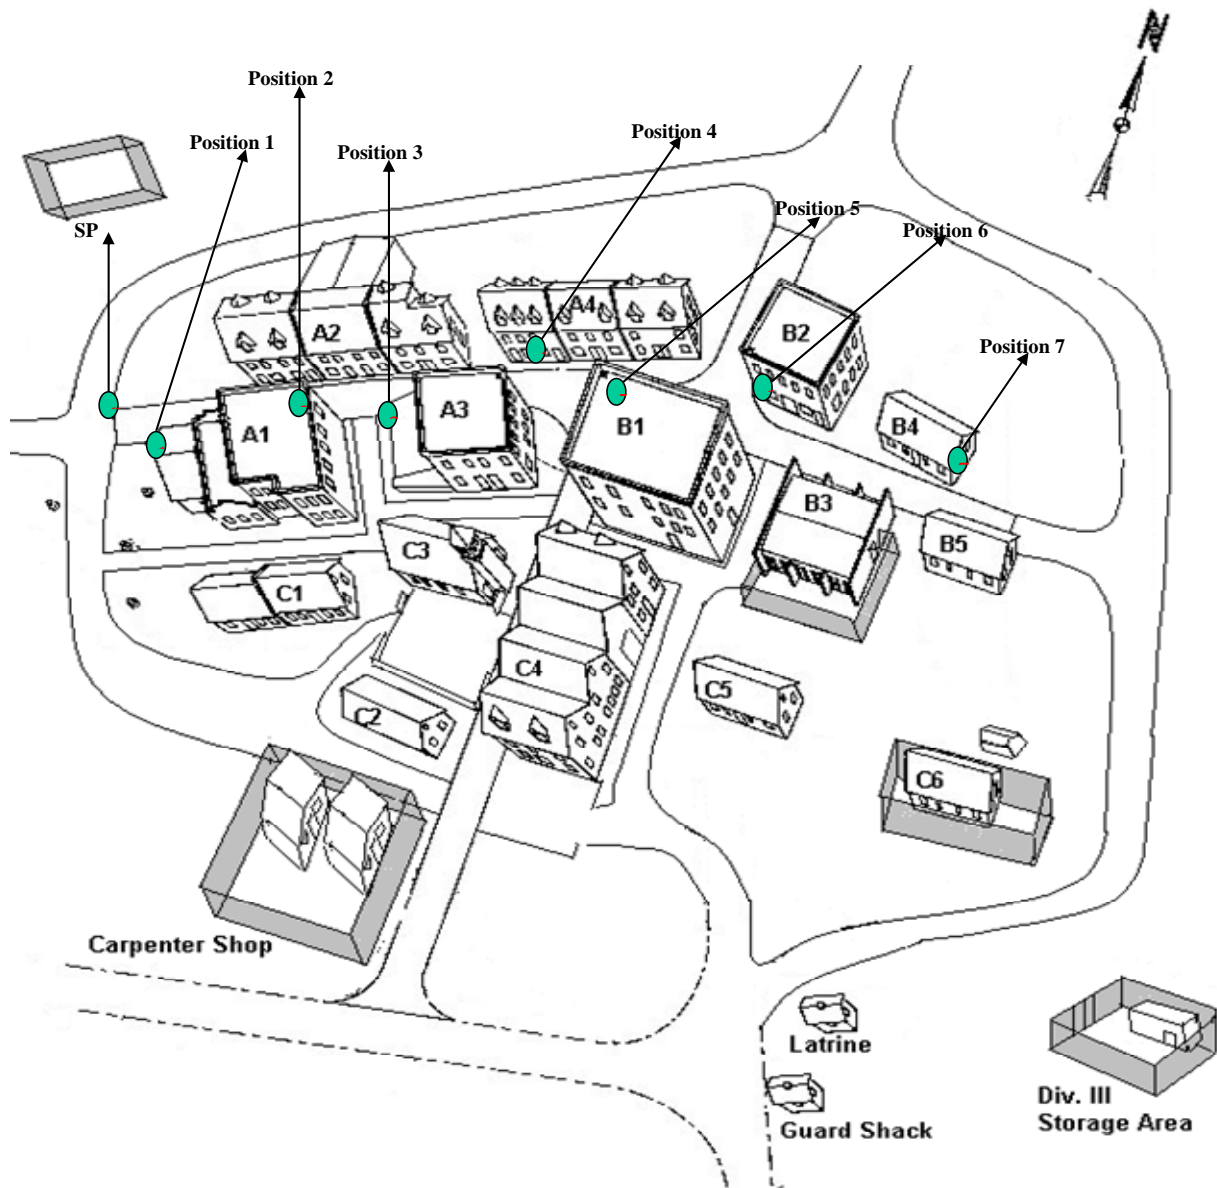 N
Position 2
Position 1
Position 3
Position 4
SP
Position 5
Position 6
A2
A4
B2
Position 7
A1
A3
B1
B4
B3
B5
C3
C1
C4
C5
C2
C6
Carpenter Shop
Latrine
Div. III
Storage Area
Guard Shack